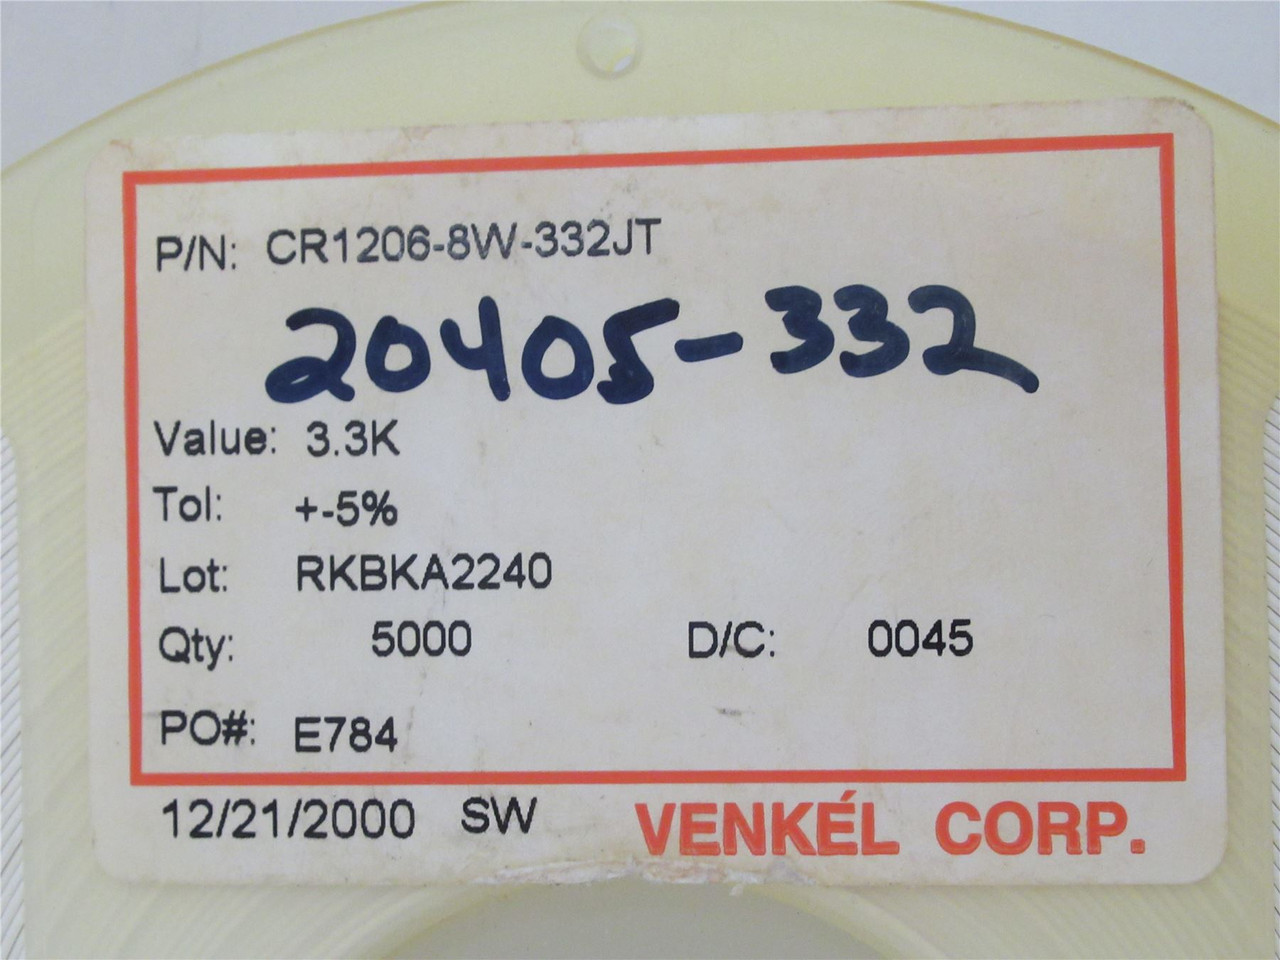 P/N: CR1206-8W-332JT
20405-332
Value: 3.3K
Tol: +-5%
Lot: RKBKA2240
Qty: 5000 D/C: 0045
PO#: E784
12/21/2000 SW VENKÉL CORP.